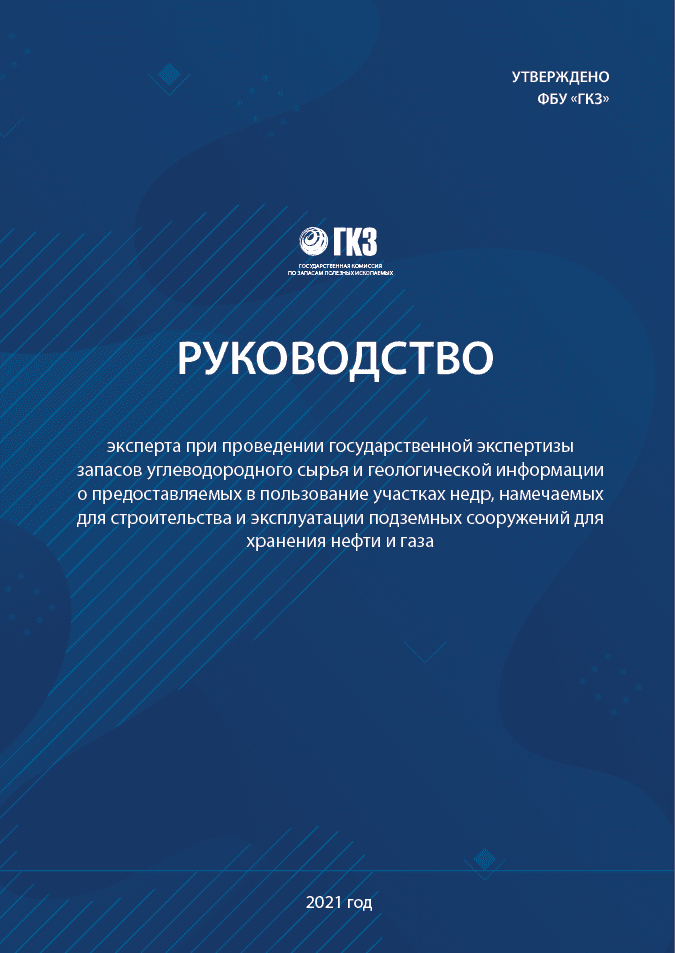 УТВЕРЖДЕНО
ФБУ «ГКЗ»
ГКЗ
ГОСУДАРСТВЕННАЯ КОМИССИЯ
ПО ЗАПАСАМ ПОЛЕЗНЫХ ИСКОПАЕМЫХ
РУКОВОДСТВО
эксперта при проведении государственной экспертизы
запасов углеводородного сырья и геологической информации
о предоставляемых в пользование участках недр, намечаемых
для строительства и эксплуатации подземных сооружений для
хранения нефти и газа
2021 год